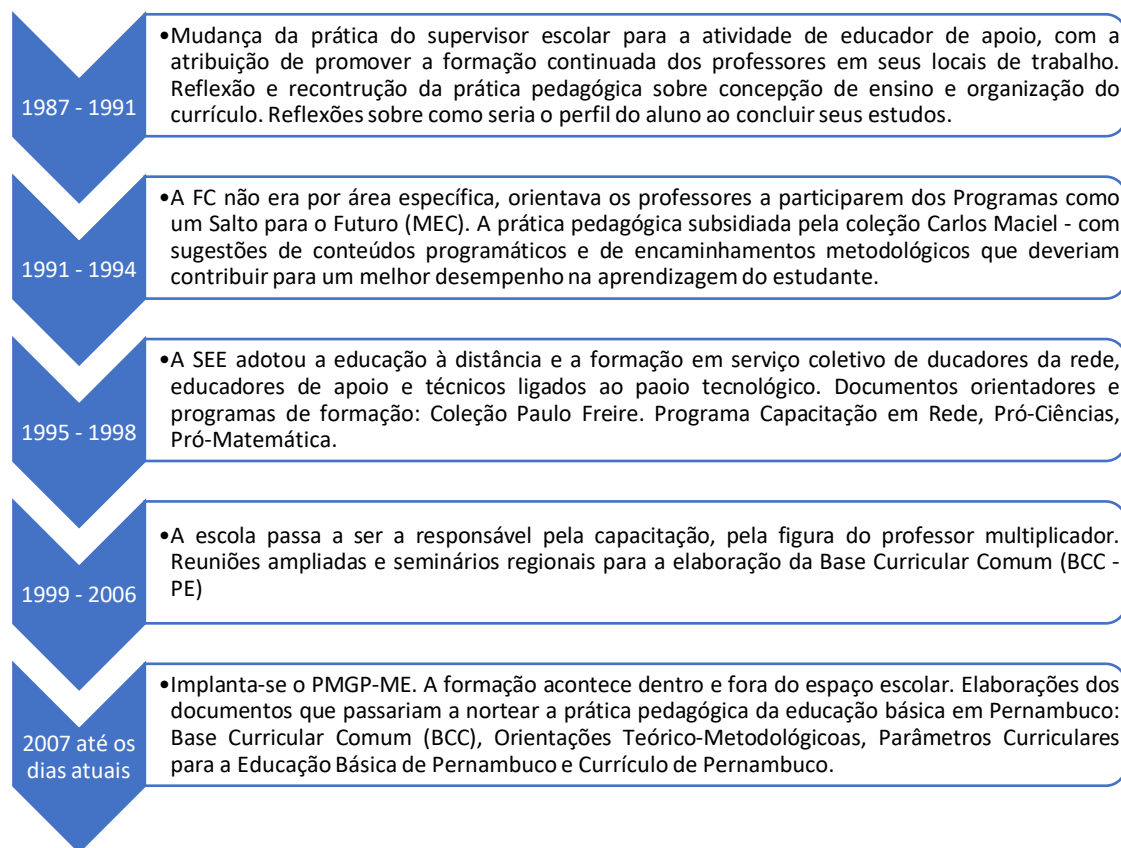 1987 - 1991
•Mudança da prática do supervisor escolar para a atividade de educador de apoio, com a
atribuição de promover a formação continuada dos professores em seus locais de trabalho.
Reflexão e recontrução da prática pedagógica sobre concepção de ensino e organização do
currículo. Reflexões sobre como seria o perfil do aluno ao concluir seus estudos.
1991 - 1994
•A FC não era por área específica, orientava os professores a participarem dos Programas como
um Salto para o Futuro (MEC). A prática pedagógica subsidiada pela coleção Carlos Maciel - com
sugestões de conteúdos programáticos e de encaminhamentos metodológicos que deveriam
contribuir para um melhor desempenho na aprendizagem do estudante.
1995 - 1998
•A SEE adotou a educação à distância e a formação em serviço coletivo de ducadores da rede,
educadores de apoio e técnicos ligados ao paoio tecnológico. Documentos orientadores e
programas de formação: Coleção Paulo Freire. Programa Capacitação em Rede, Pró-Ciências,
Pró-Matemática.
1999 - 2006
•A escola passa a ser a responsável pela capacitação, pela figura do professor multiplicador.
Reuniões ampliadas e seminários regionais para a elaboração da Base Curricular Comum (BCC -
PE)
2007 até os
dias atuais
•Implanta-se o PMGP-ME. A formação acontece dentro e fora do espaço escolar. Elaborações dos
documentos que passariam a nortear a prática pedagógica da educação básica em Pernambuco:
Base Curricular Comum (BCC), Orientações Teórico-Metodológicoas, Parâmetros Curriculares
para a Educação Básica de Pernambuco e Currículo de Pernambuco.